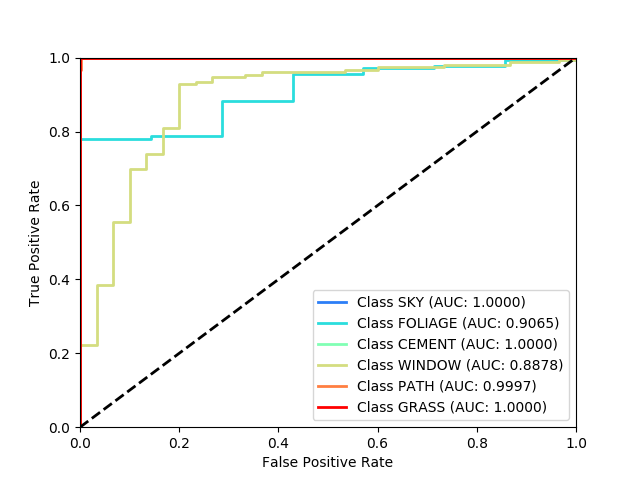 1.0
0.8
0.6
0.4
0.2
0.0
True Positive Rate
Class SKY (AUC: 1.0000)
Class FOLIAGE (AUC: 0.9065)
Class CEMENT (AUC: 1.0000)
Class WINDOW (AUC: 0.8878)
Class PATH (AUC: 0.9997)
Class GRASS (AUC: 1.0000)
0.0 0.2 0.4 0.6 0.8 1.0
False Positive Rate